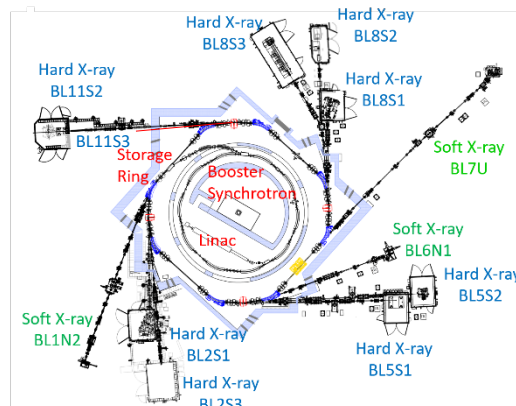 Hard X-ray
BL8S3
Hard X-ray
BL8S2
Hard X-ray
BL11S2
Hard X-ray
BL8S1
BL11S3
Storage
Ring
Booster
Synchrotron
Soft X-ray
BL7U
Linac
Soft X-ray
BL6N1
Hard X-ray
BL5S2
Soft X-ray
BL1N2
Hard X-ray
BL2S1
Hard X-ray
BL5S1
Hard X-ray
BL2S3